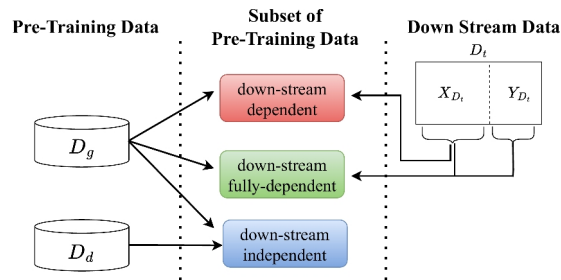 Pre-Training Data
Subset of
Pre-Training Data
Down Stream Data
D_t
X_{D_t}
Y_{D_t}
down-stream
dependent
D_g
down-stream
fully-dependent
D_d
down-stream
independent